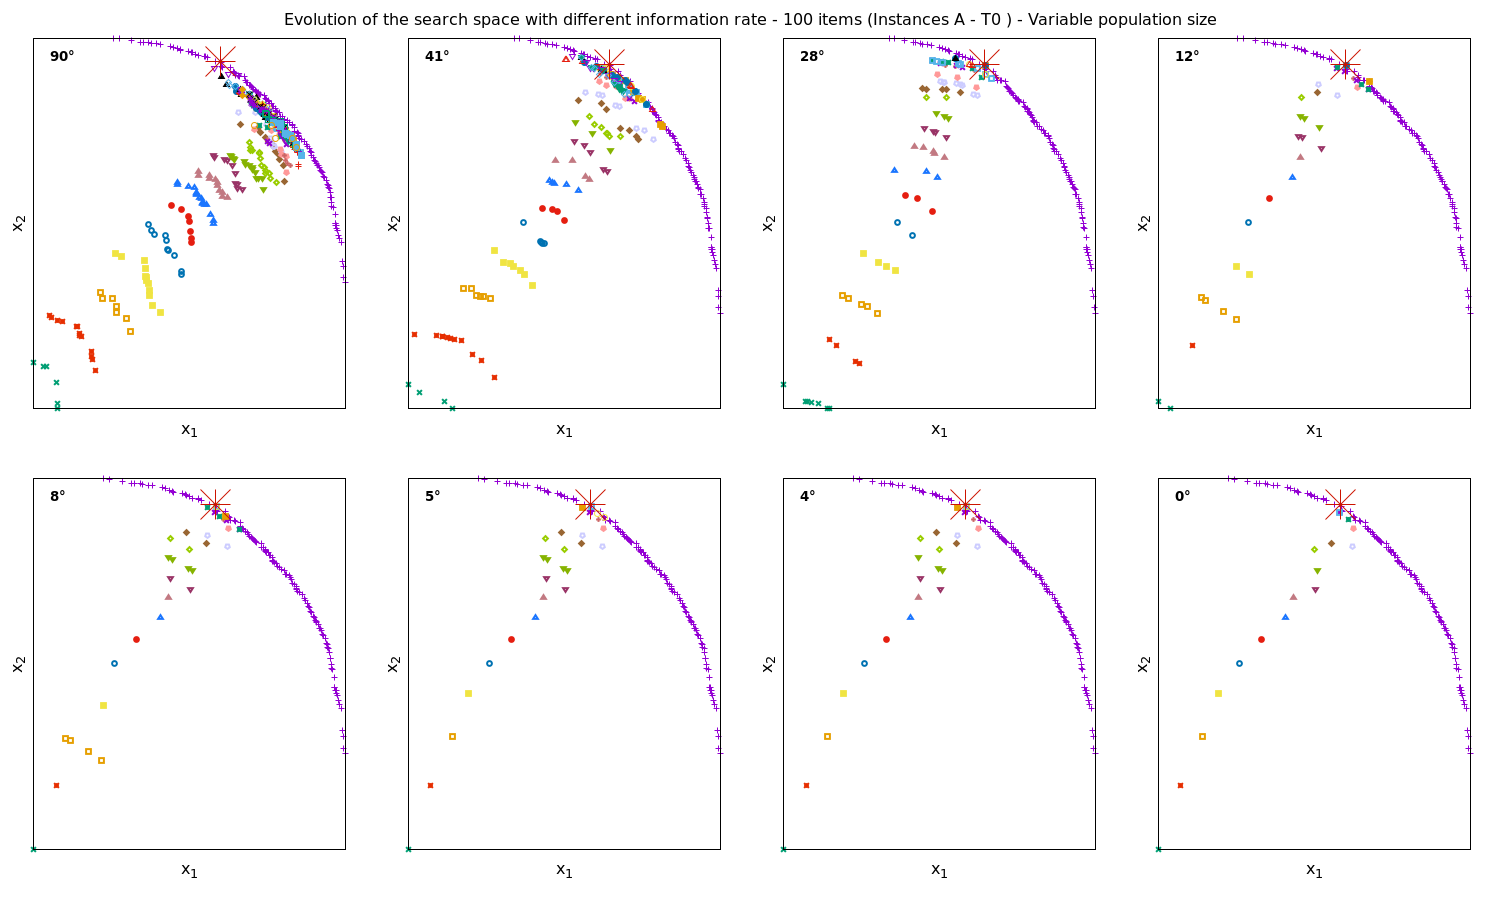 Evolution of the search space with different information rate - 100 items (Instances A - T0 ) - Variable population size
90°
41°
28°
12°
x2
x2
x2
x2
x1
x1
x1
x1
8°
5°
4°
0°
x2
x2
x2
x2
x1
x1
x1
x1